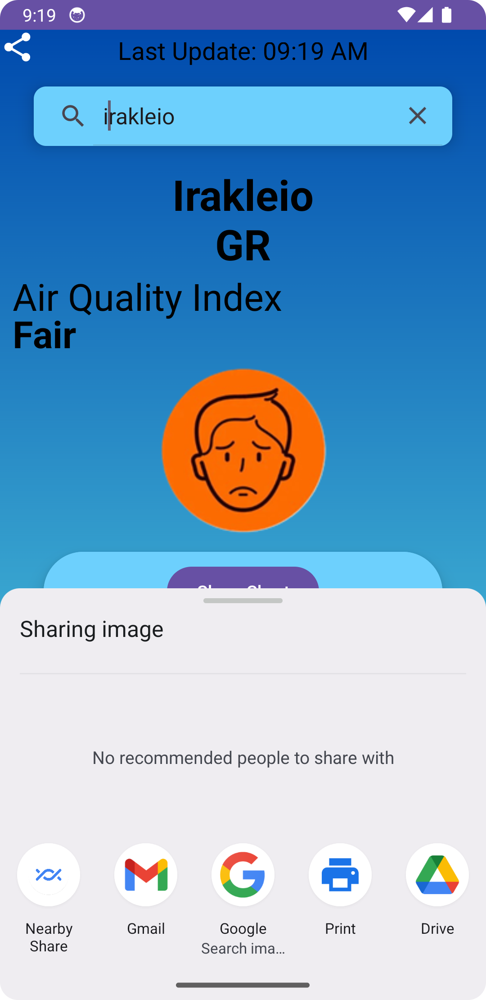 9:19
Last Update: 09:19 AM
irakleio
Irakleio
GR
Air Quality Index
Fair
Sharing image
No recommended people to share with
Nearby
Share
Gmail
Google
Search ima...
Print
Drive